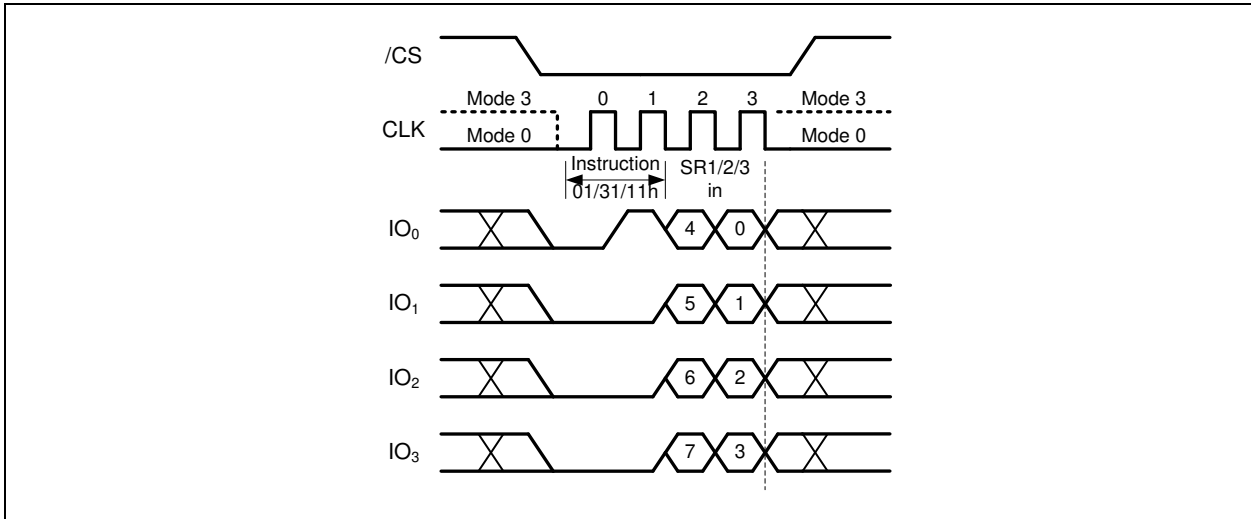 /CS
Mode 3 0 1 2 3 Mode 3
CLK Mode 0 Mode 0
Instruction SR1/2/3
01/31/11h in
IO0 4 0
IO1 5 1
IO2 6 2
IO3 7 3